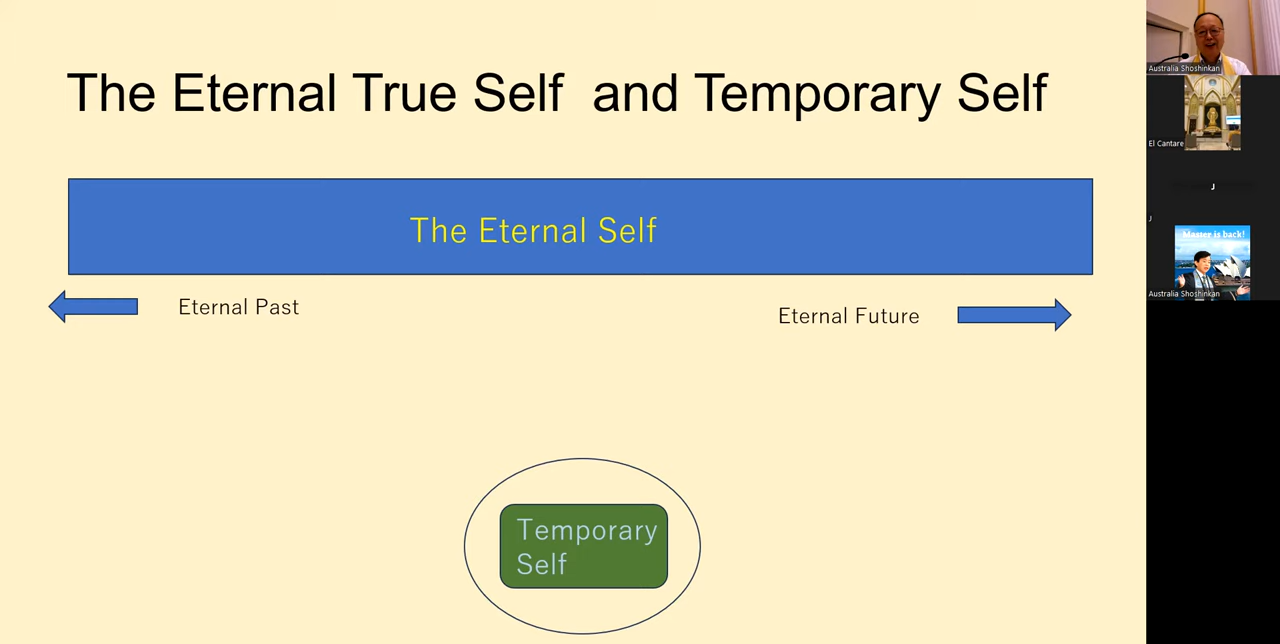 The Eternal True Self and Temporary Self
The Eternal Self
Eternal Past
Eternal Future
Temporary
Self
Australia Shoshinkan
El Cantare
J
J
Master is back!
Australia Shoshinkan